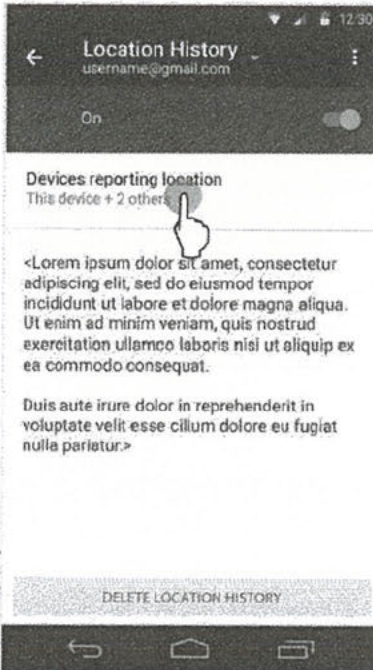 12:30
Location History
username@gmail.com
On
Devices reporting location
This device + 2 others
<Lorem ipsum dolor sit amet, consectetur
adipiscing elit, sed do eiusmod tempor
incididunt ut labore et dolore magna aliqua.
Ut enim ad minim veniam, quis nostrud
exercitation ullamco laboris nisi ut aliquip ex
ea commodo consequat.
Duis aute irure dolor in reprehenderit in
voluptate velit esse cillum dolore eu fugiat
nulla pariatur.>
DELETE LOCATION HISTORY